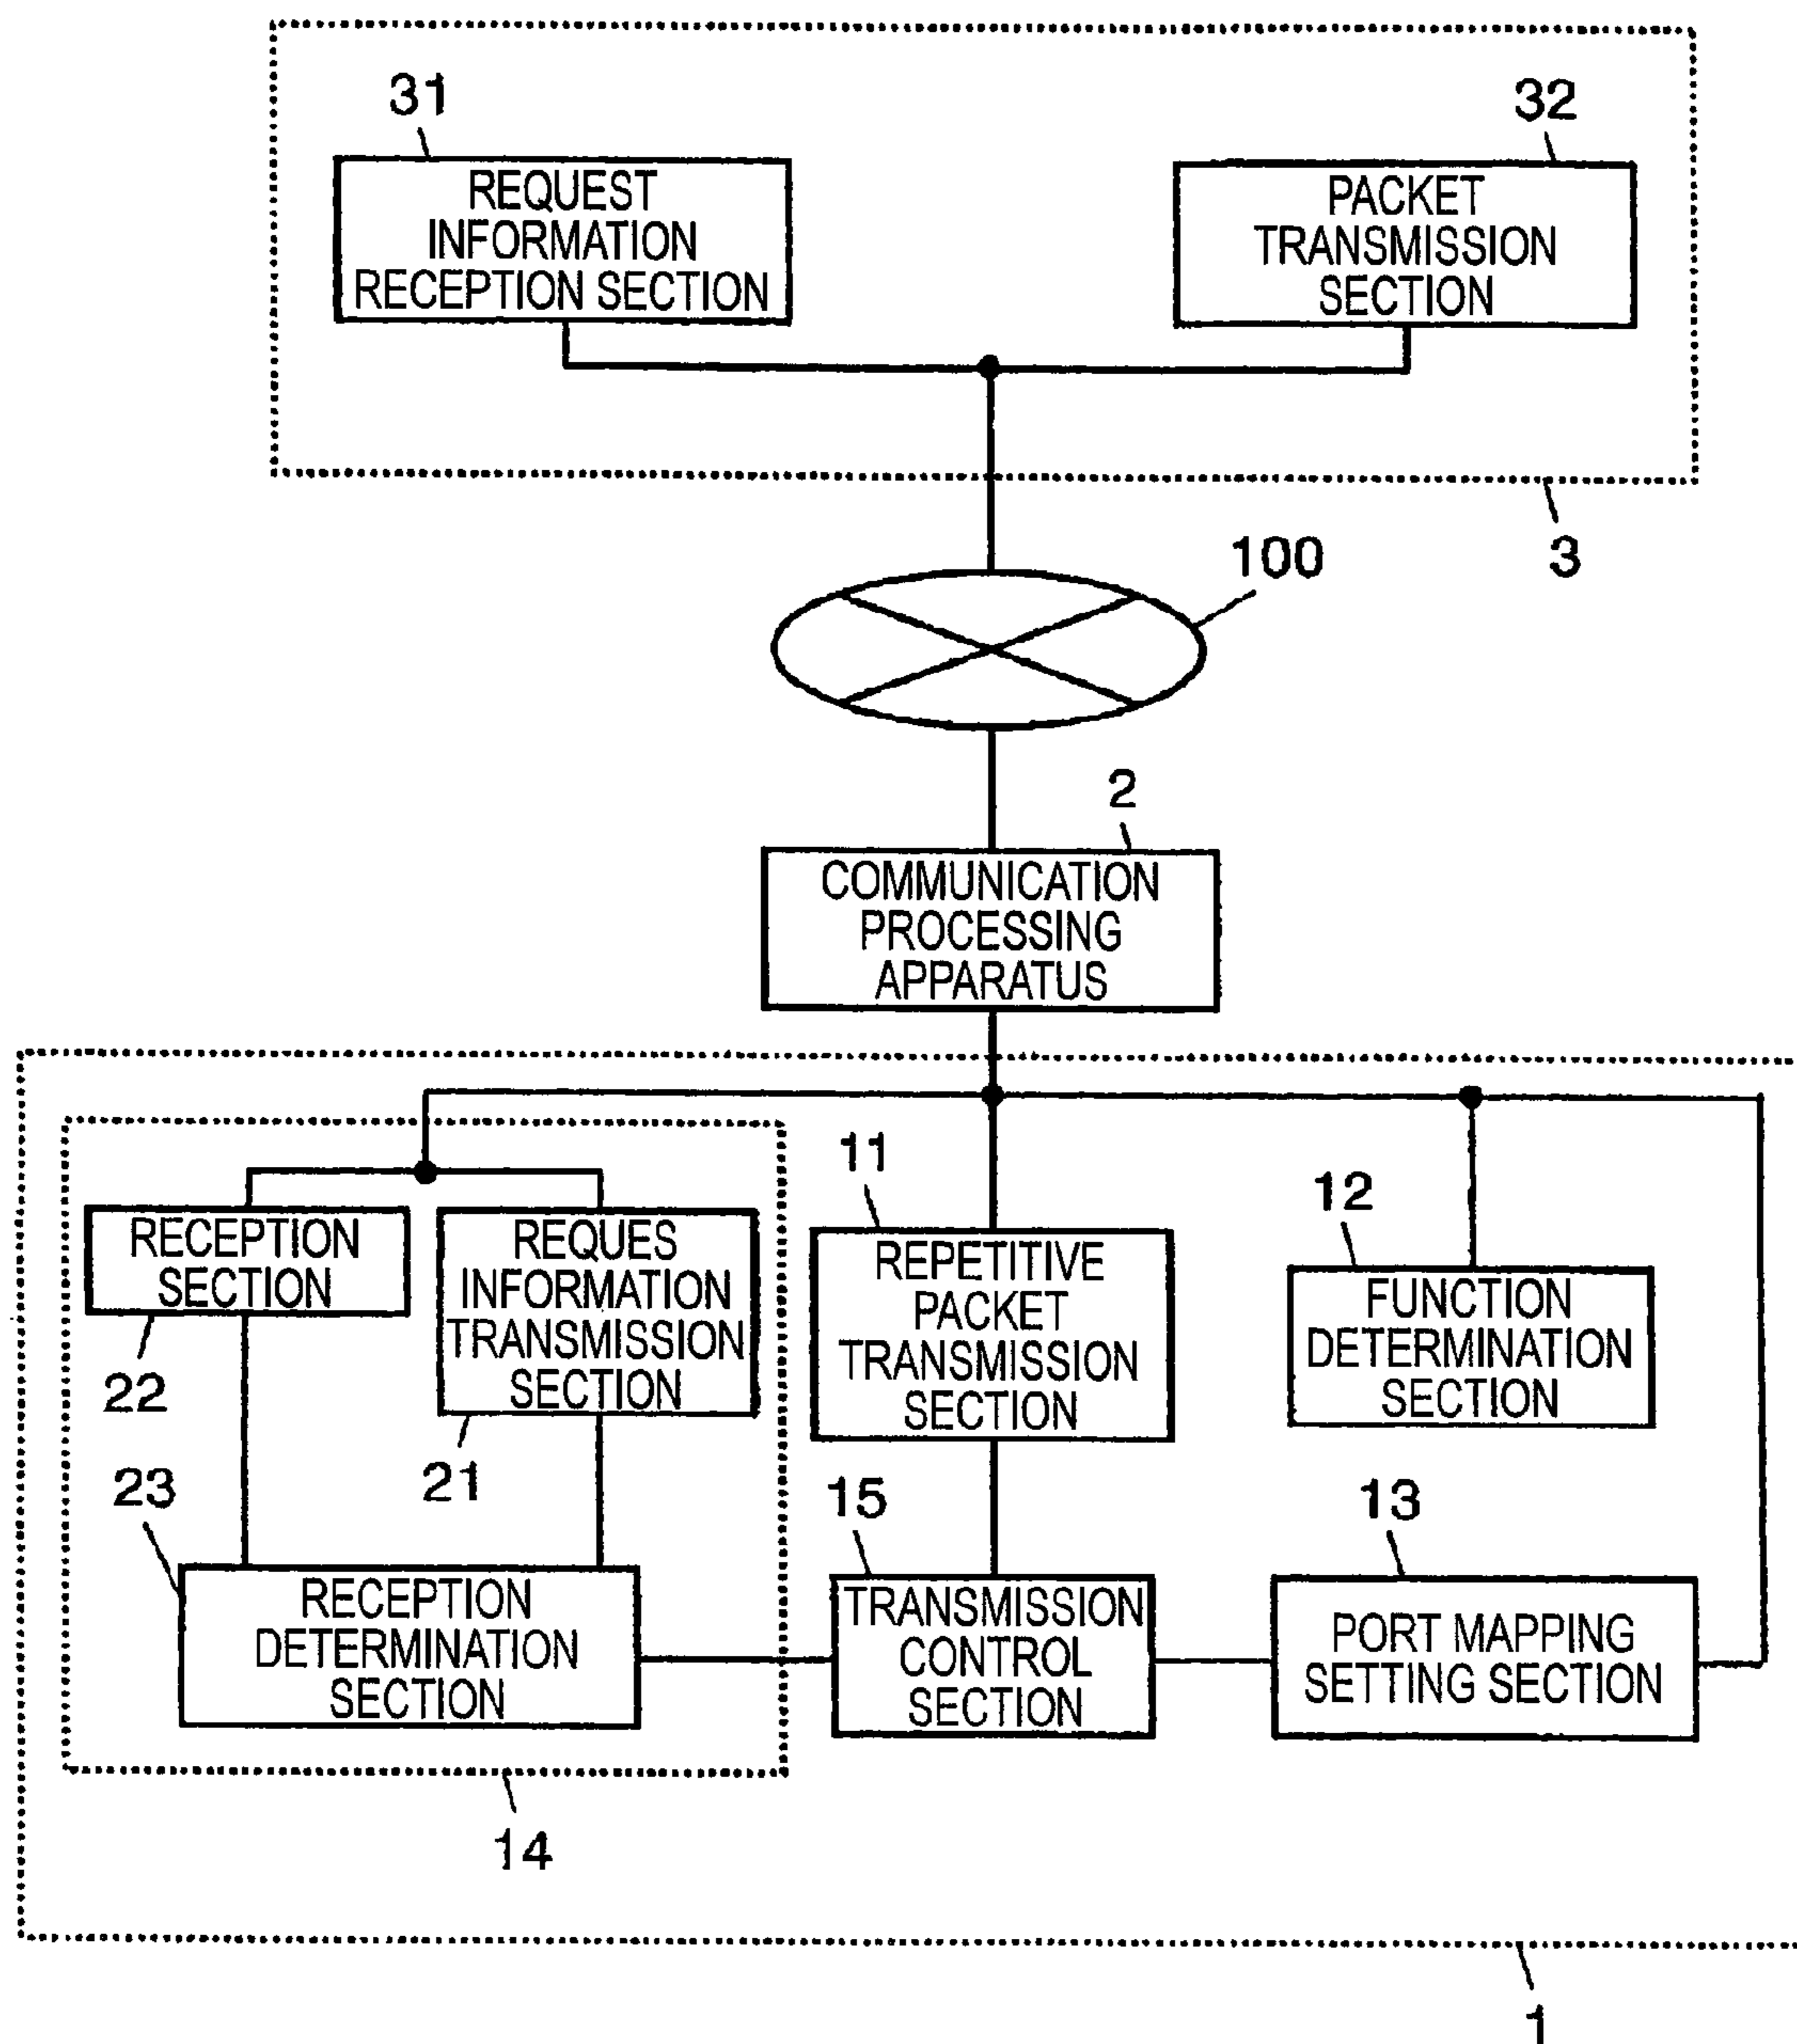 31
REQUEST
INFORMATION
RECEPTION SECTION
32
PACKET
TRANSMISSION
SECTION
3
100
2
COMMUNICATION
PROCESSING
APPARATUS
RECEPTION
SECTION
22
REQUES
INFORMATION
TRANSMISSION
SECTION
21
11
REPETITIVE
PACKET
TRANSMISSION
SECTION
12
FUNCTION
DETERMINATION
SECTION
23
RECEPTION
DETERMINATION
SECTION
15
TRANSMISSION
CONTROL
SECTION
13
PORT MAPPING
SETTING SECTION
14
1